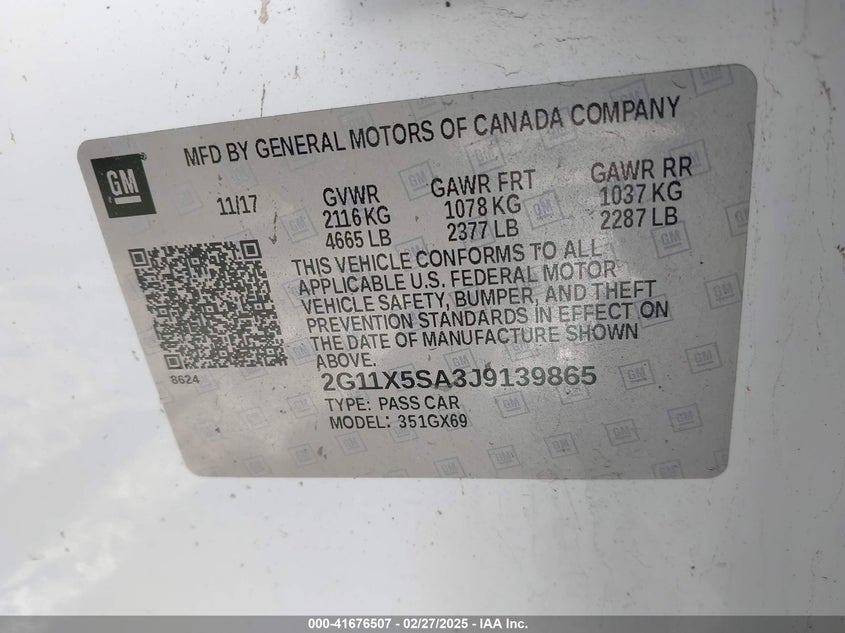 MFD BY GENERAL MOTORS OF CANADA COMPANY
GM
11/17
GVWR
2116 KG
4665 LB
GAWR FRT
1078 KG
2377 LB
GAWR RR
1037 KG
2287 LB
THIS VEHICLE CONFORMS TO ALL
APPLICABLE U.S. FEDERAL MOTOR
VEHICLE SAFETY, BUMPER, AND THEFT
PREVENTION STANDARDS IN EFFECT ON
THE DATE OF MANUFACTURE SHOWN
ABOVE.
8624
2G11X5SA3J9139865
TYPE: PASS CAR
MODEL: 351GX69
000-41676507 - 02/27/2025 - IAA Inc.